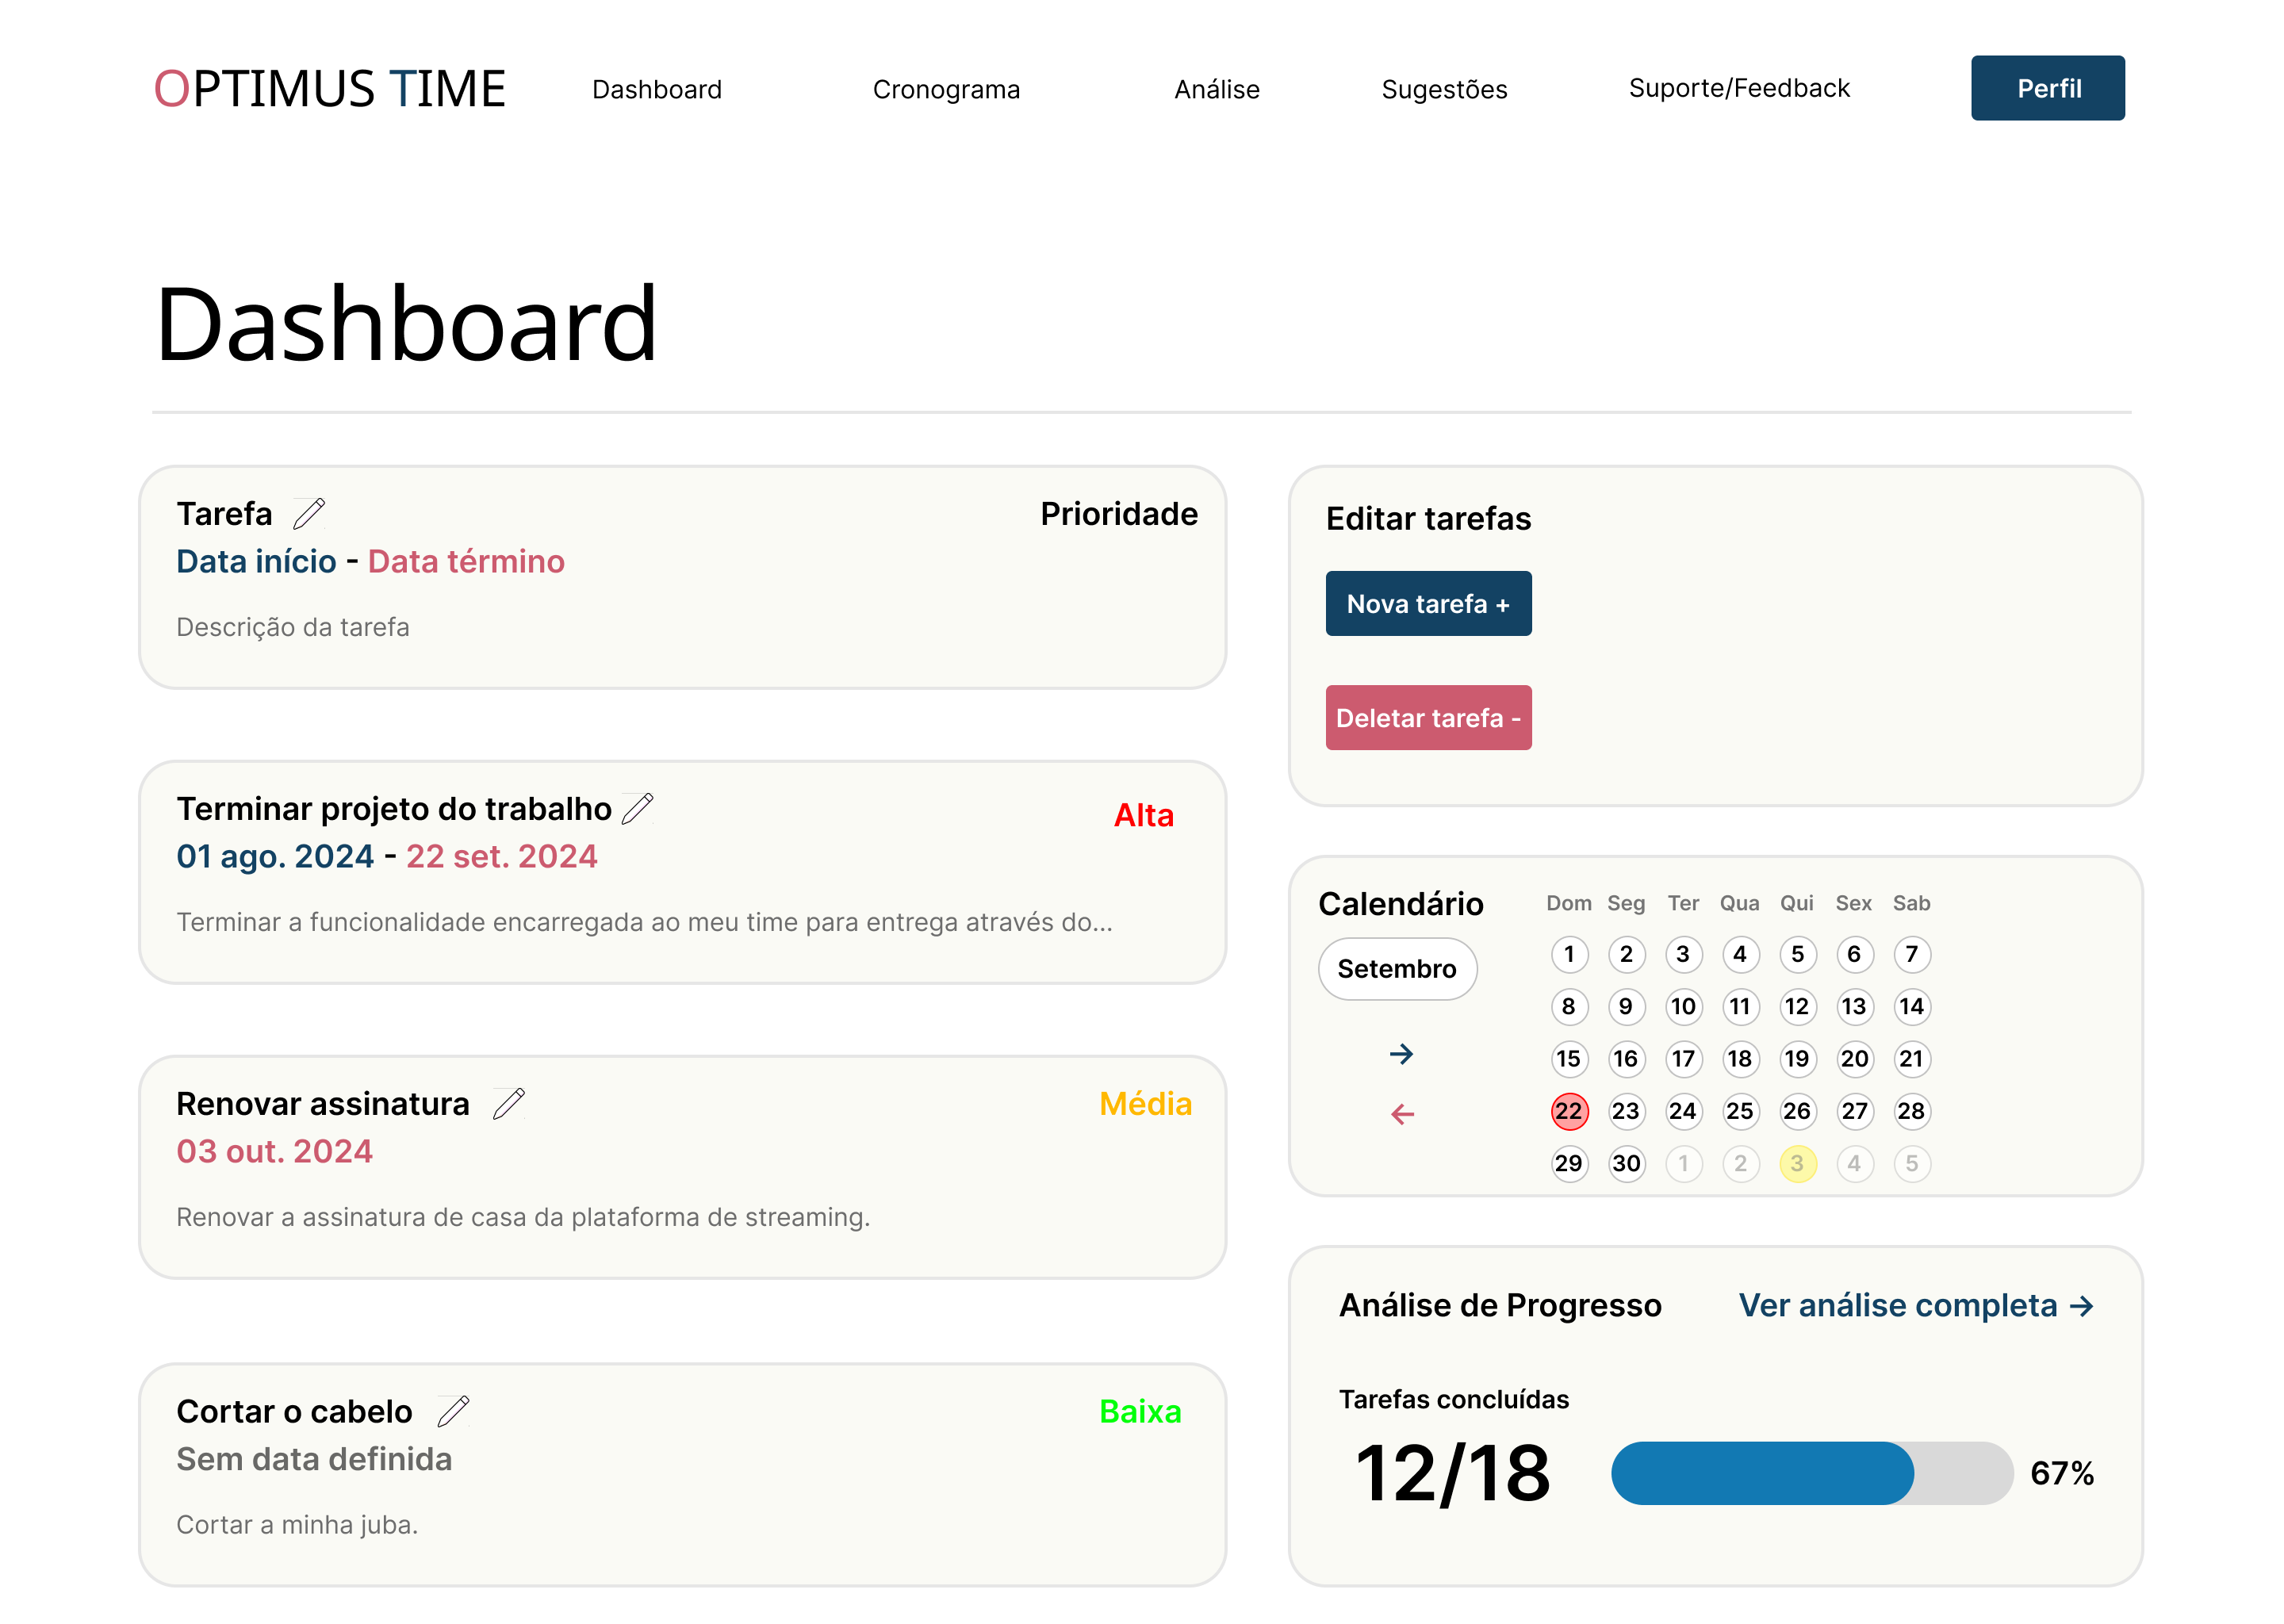 OPTIMUS TIME
Dashboard
Cronograma
Análise
Sugestões
Suporte/Feedback
Perfil
Dashboard
Tarefa
Prioridade
Data início - Data término
Descrição da tarefa
Terminar projeto do trabalho
Alta
01 ago. 2024 - 22 set. 2024
Terminar a funcionalidade encarregada ao meu time para entrega através do...
Renovar assinatura
Média
03 out. 2024
Renovar a assinatura de casa da plataforma de streaming.
Cortar o cabelo
Baixa
Sem data definida
Cortar a minha juba.
Editar tarefas
Nova tarefa +
Deletar tarefa -
Calendário
Setembro
→
←
Dom Seg Ter Qua Qui Sex Sab
1 2 3 4 5 6 7
8 9 10 11 12 13 14
15 16 17 18 19 20 21
22 23 24 25 26 27 28
29 30 1 2 3 4 5
Análise de Progresso
Ver análise completa →
Tarefas concluídas
12/18
67%